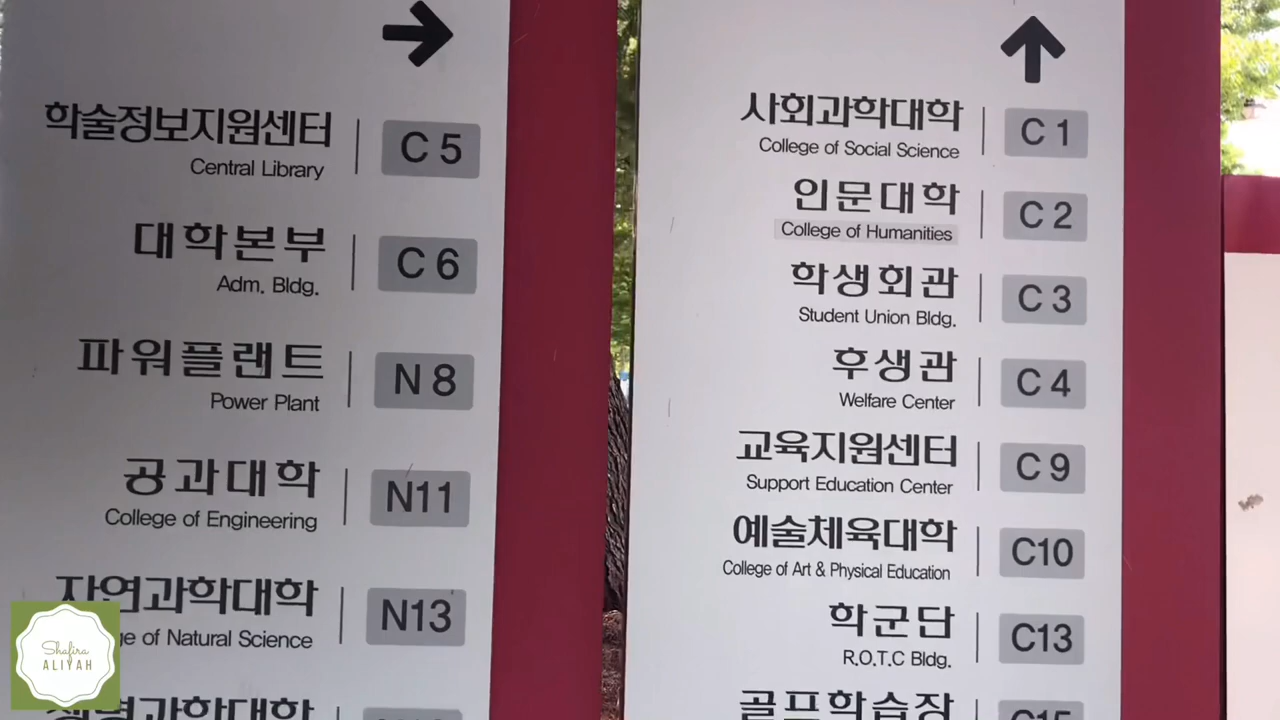 학술정보지원센터
C 5
Central Library
대학본부
C 6
Adm. Bldg.
파워플랜트
N 8
Power Plant
공과대학
N11
College of Engineering
자연과학대학
N13
of Natural Science
과학대학
사회과학대학
C 1
College of Social Science
인문대학
C 2
College of Humanities
학생회관
C 3
Student Union Bldg.
후생관
C 4
Welfare Center
교육지원센터
C 9
Support Education Center
예술체육대학
C10
College of Art & Physical Education
학군단
C13
R.O.T.C Bldg.
골프학습장
C15
Shafira
ALIYAH